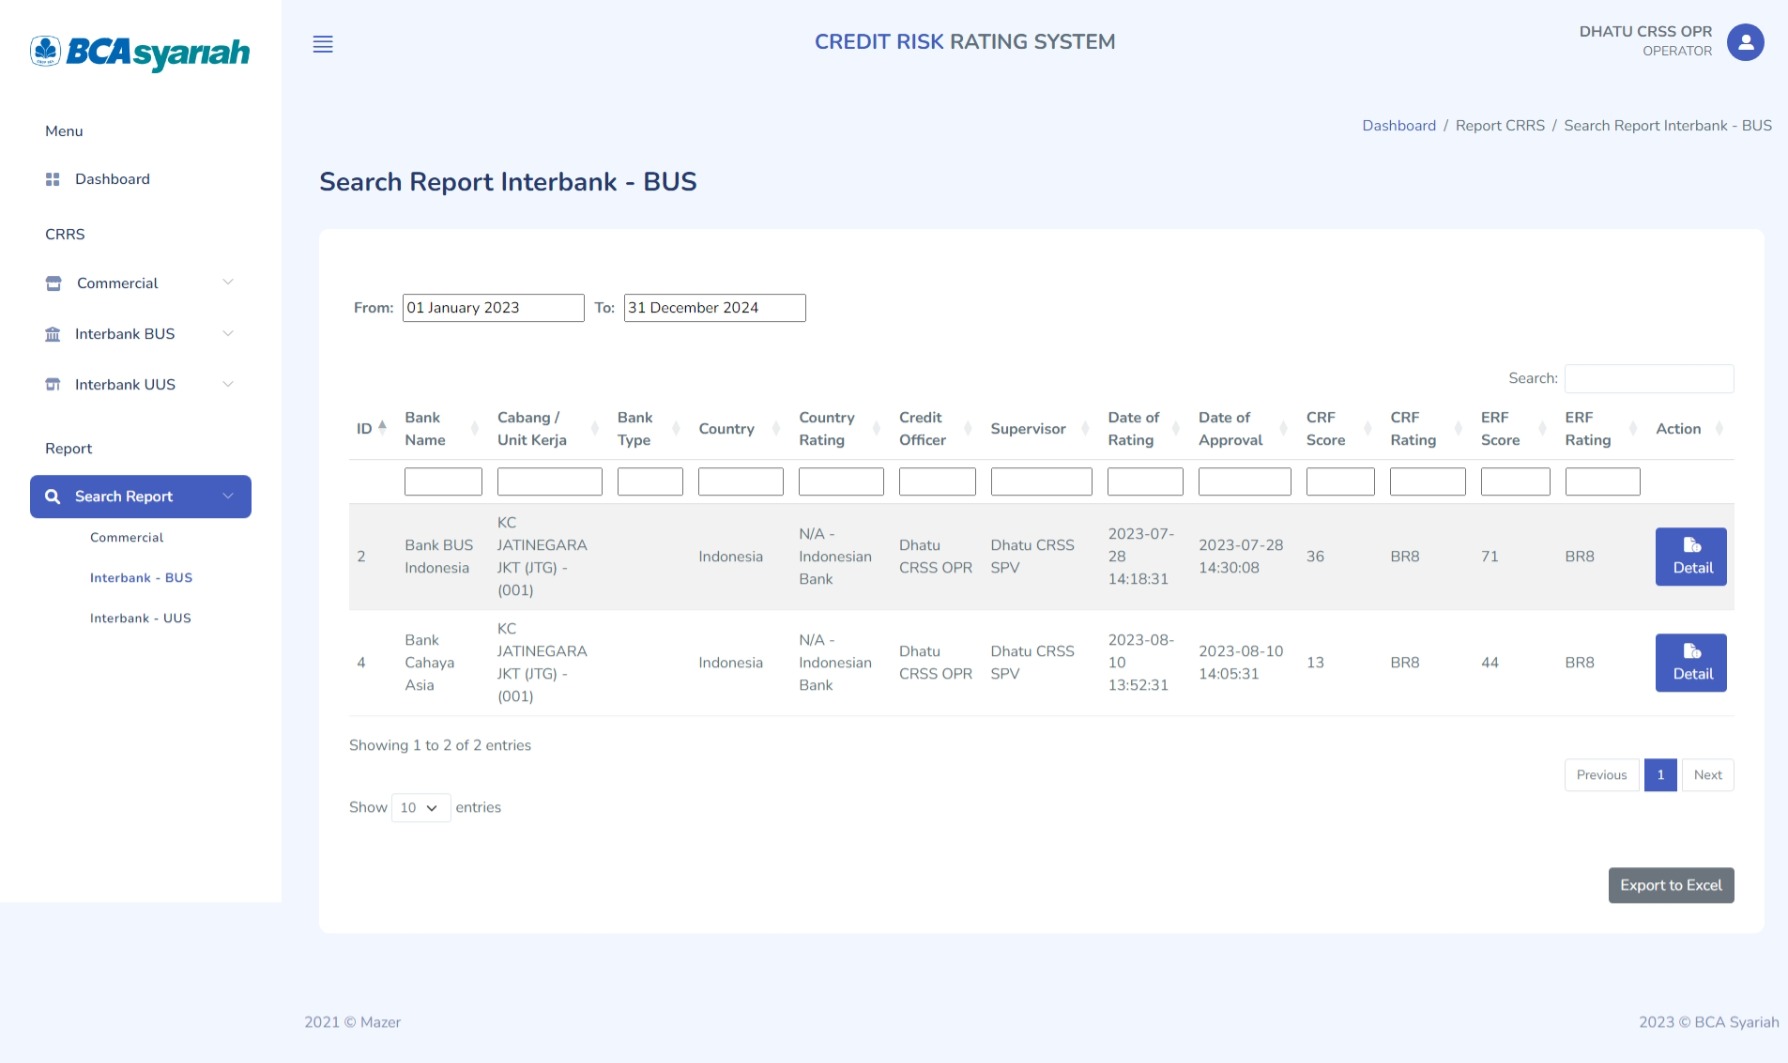 BCA syariah
CREDIT RISK RATING SYSTEM
DHATU CRSS OPR
OPERATOR
Menu
Dashboard
CRRS
Commercial
Interbank BUS
Interbank UUS
Report
Search Report
Commercial
Interbank - BUS
Interbank - UUS
Dashboard / Report CRRS / Search Report Interbank - BUS
Search Report Interbank - BUS
From: 01 January 2023 To: 31 December 2024
Search:
ID Bank Name Cabang / Unit Kerja Bank Type Country Country Rating Credit Officer Supervisor Date of Rating Date of Approval CRF Score CRF Rating ERF Score ERF Rating Action
2 Bank BUS Indonesia KC JATINEGARA JKT (JTG) - (001) Indonesia N/A - Indonesian Bank Dhatu CRSS OPR Dhatu CRSS SPV 2023-07-28 14:18:31 2023-07-28 14:30:08 36 BR8 71 BR8 Detail
4 Bank Cahaya Asia KC JATINEGARA JKT (JTG) - (001) Indonesia N/A - Indonesian Bank Dhatu CRSS OPR Dhatu CRSS SPV 2023-08-10 13:52:31 2023-08-10 14:05:31 13 BR8 44 BR8 Detail
Showing 1 to 2 of 2 entries
Previous 1 Next
Show 10 entries
Export to Excel
2021 © Mazer
2023 © BCA Syariah